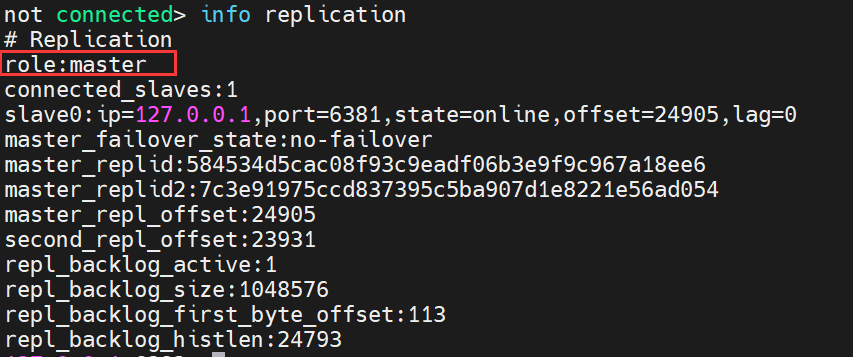 not connected> info replication
# Replication
role:master
connected_slaves:1
slave0:ip=127.0.0.1,port=6381,state=online,offset=24905,lag=0
master_failover_state:no-failover
master_replid:584534d5cac08f93c9eadf06b3e9f9c967a18ee6
master_replid2:7c3e91975ccd837395c5ba907d1e8221e56ad054
master_repl_offset:24905
second_repl_offset:23931
repl_backlog_active:1
repl_backlog_size:1048576
repl_backlog_first_byte_offset:113
repl_backlog_histlen:24793